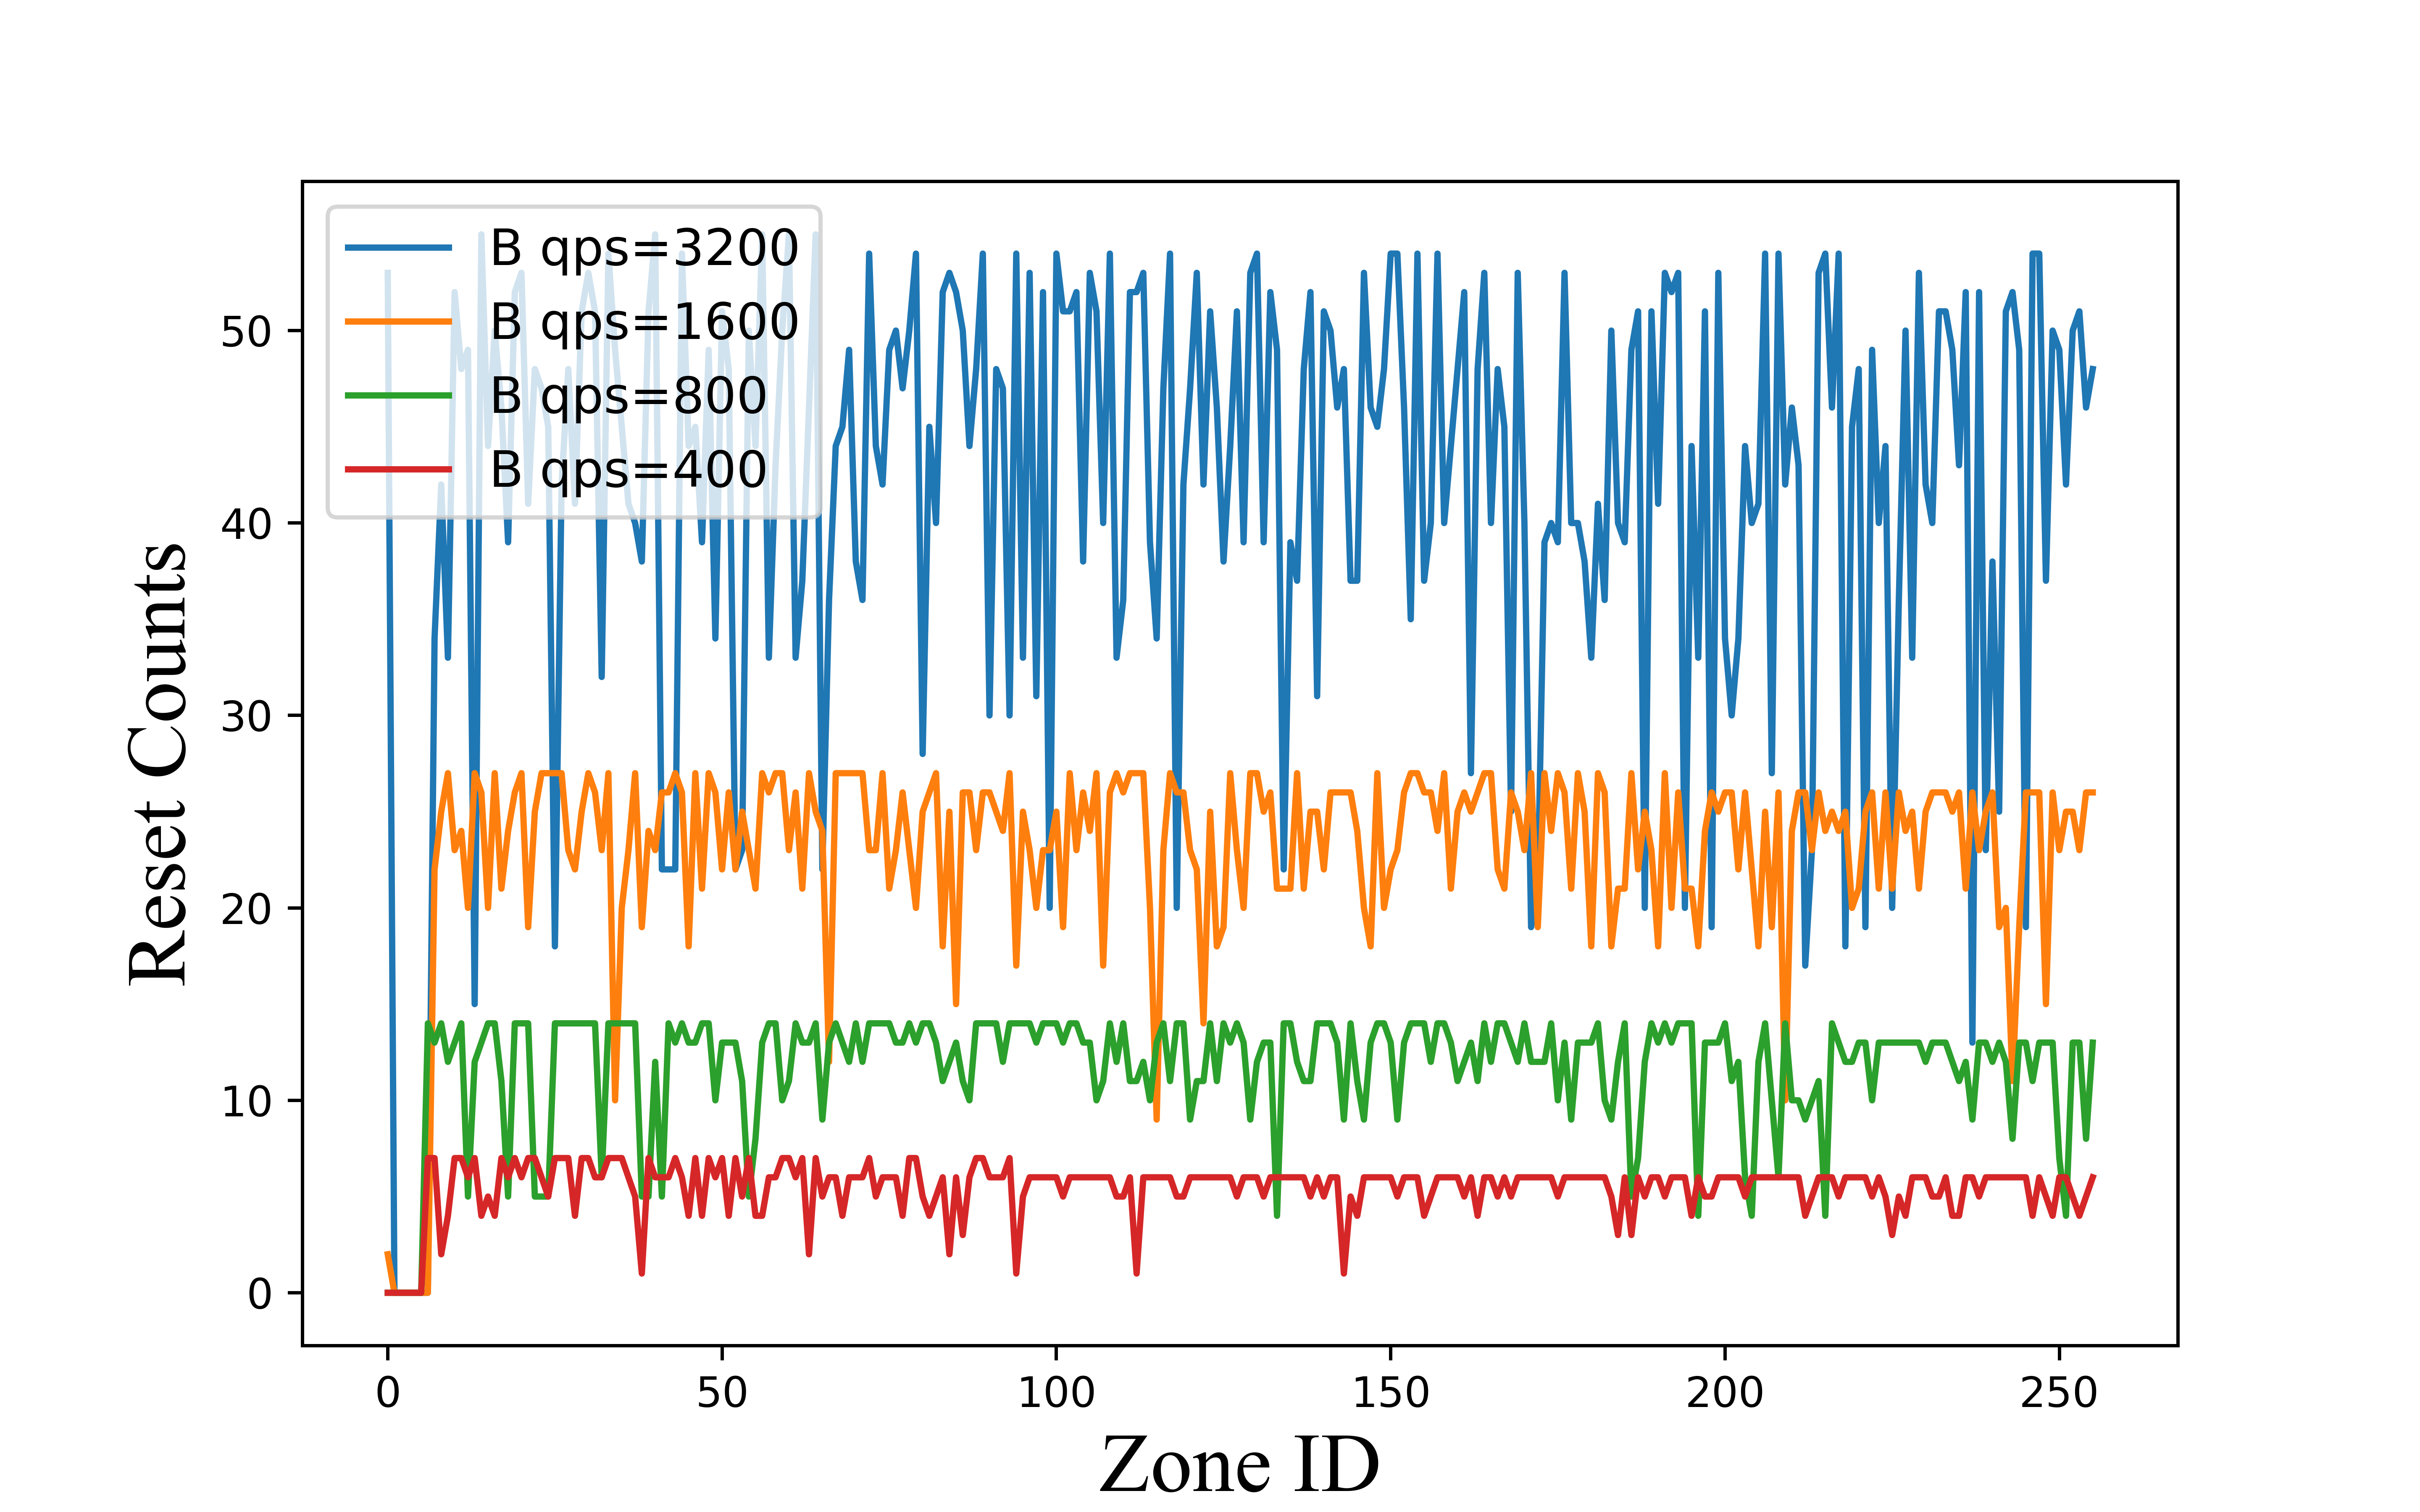 B qps=3200
B qps=1600
B qps=800
B qps=400
Reset Counts
50
40
30
20
10
0
0 50 100 150 200 250
Zone ID